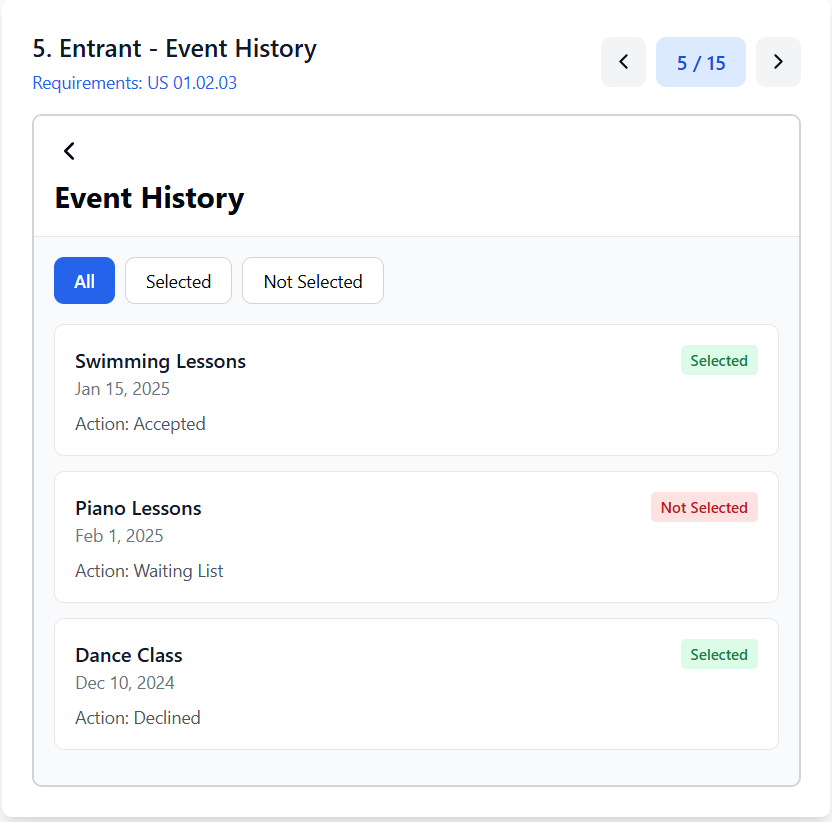 5. Entrant - Event History
Requirements: US 01.02.03
5 / 15
Event History
All
Selected
Not Selected
Swimming Lessons
Selected
Jan 15, 2025
Action: Accepted
Piano Lessons
Not Selected
Feb 1, 2025
Action: Waiting List
Dance Class
Selected
Dec 10, 2024
Action: Declined